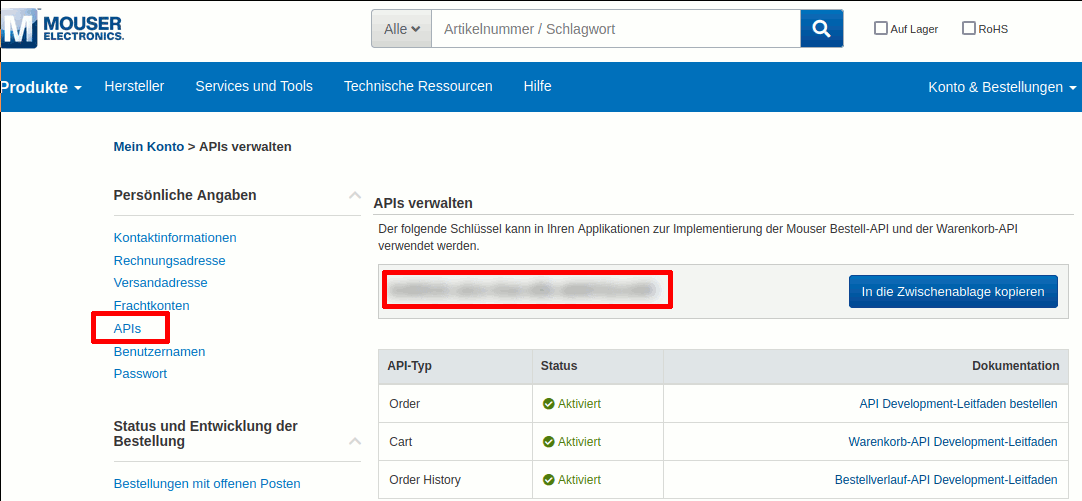 M MOUSER
ELECTRONICS.
Alle Artikelnummer / Schlagwort
Auf Lager RoHS
Produkte Hersteller Services und Tools Technische Ressourcen Hilfe Konto & Bestellungen
Mein Konto > APIs verwalten
Persönliche Angaben
Kontaktinformationen
Rechnungsadresse
Versandadresse
Frachtkonten
APIs
Benutzernamen
Passwort
Status und Entwicklung der
Bestellung
Bestellungen mit offenen Posten
APIs verwalten
Der folgende Schlüssel kann in Ihren Applikationen zur Implementierung der Mouser Bestell-API und der Warenkorb-API
verwendet werden.
In die Zwischenablage kopieren
API-Typ Status Dokumentation
Order Aktiviert API Development-Leitfaden bestellen
Cart Aktiviert Warenkorb-API Development-Leitfaden
Order History Aktiviert Bestellverlauf-API Development-Leitfaden